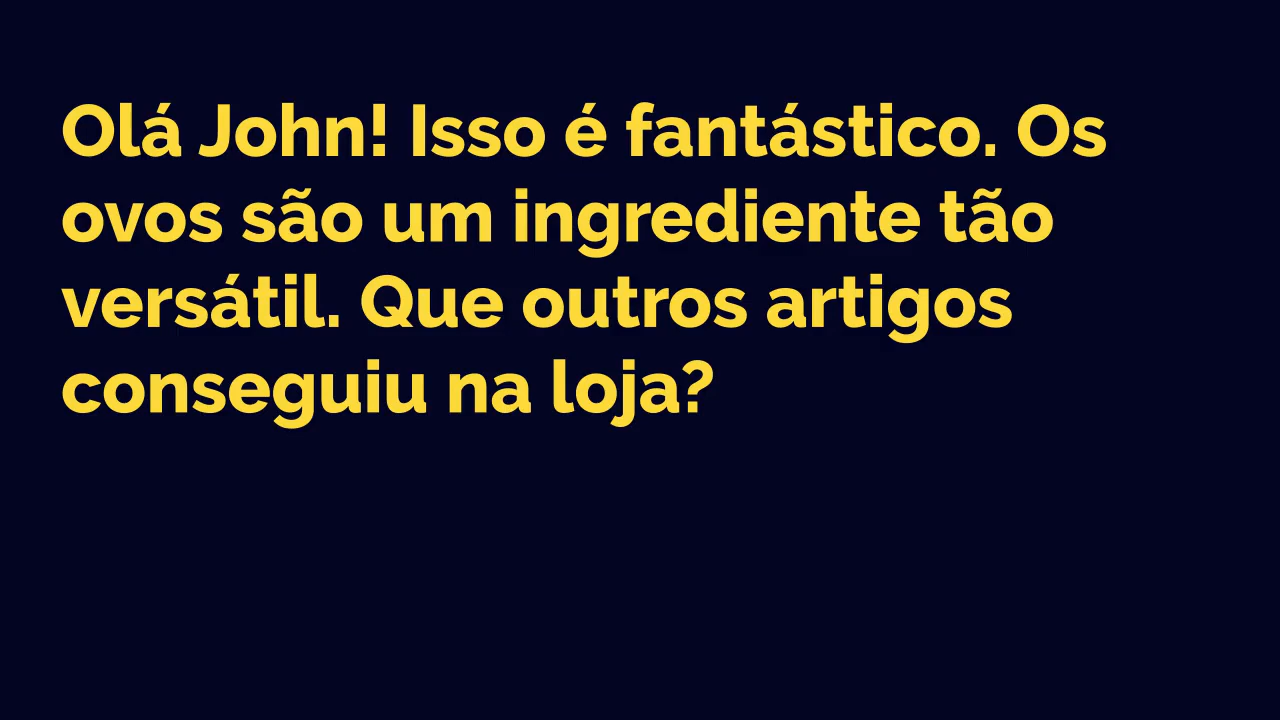 Olá John! Isso é fantástico. Os
ovos são um ingrediente tão
versátil. Que outros artigos
conseguiu na loja?